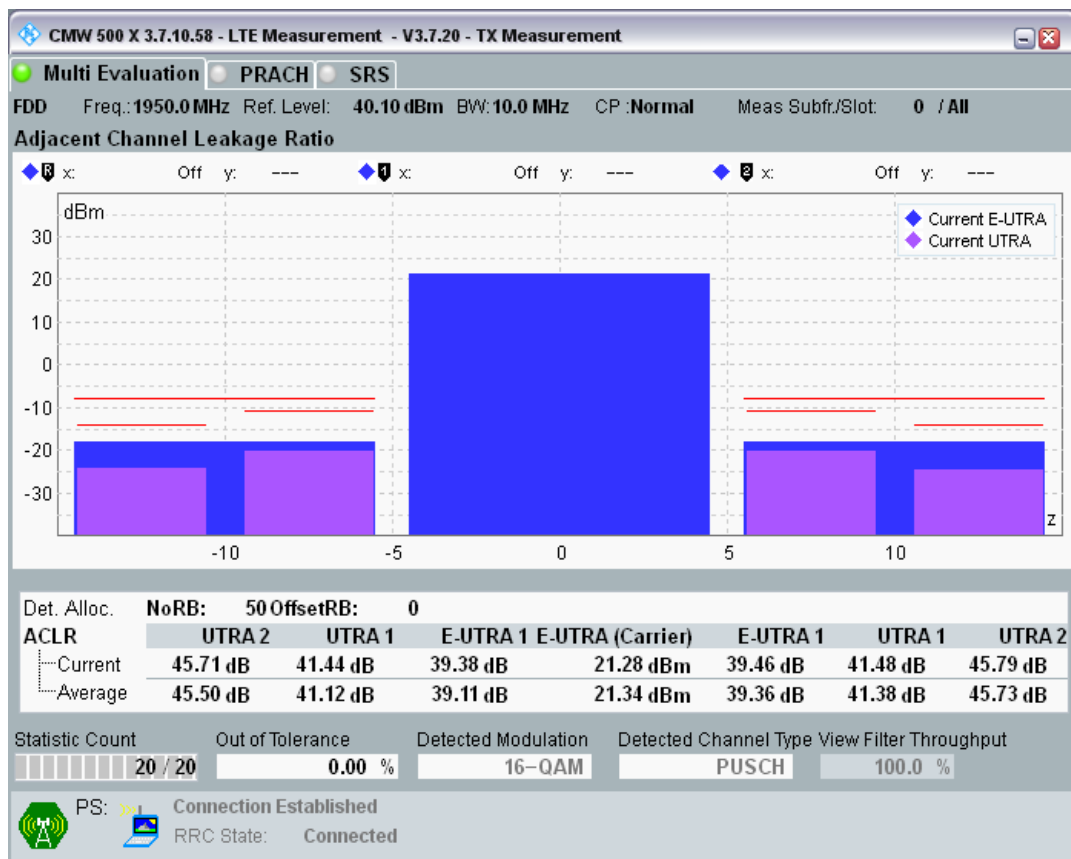 CMW 500 X 3.7.10.58 - LTE Measurement - V3.7.20 - TX Measurement
Multi Evaluation PRACH SRS
FDD Freq.: 1950.0 MHz Ref. Level: 40.10 dBm BW: 10.0 MHz CP :Normal Meas Subfr./Slot: 0 / All
Adjacent Channel Leakage Ratio
R x: Off y: --- 1 x: Off y: --- 2 x: Off y: ---
dBm
Current E-UTRA
Current UTRA
30
20
10
0
-10
-20
-30
z
-10 -5 0 5 10
Det. Alloc. NoRB: 50 OffsetRB: 0
ACLR UTRA 2 UTRA 1 E-UTRA 1 E-UTRA (Carrier) E-UTRA 1 UTRA 1 UTRA 2
Current 45.71 dB 41.44 dB 39.38 dB 21.28 dBm 39.46 dB 41.48 dB 45.79 dB
Average 45.50 dB 41.12 dB 39.11 dB 21.34 dBm 39.36 dB 41.38 dB 45.73 dB
Statistic Count Out of Tolerance Detected Modulation Detected Channel Type View Filter Throughput
20 / 20 0.00 % 16-QAM PUSCH 100.0 %
PS: Connection Established
RRC State: Connected